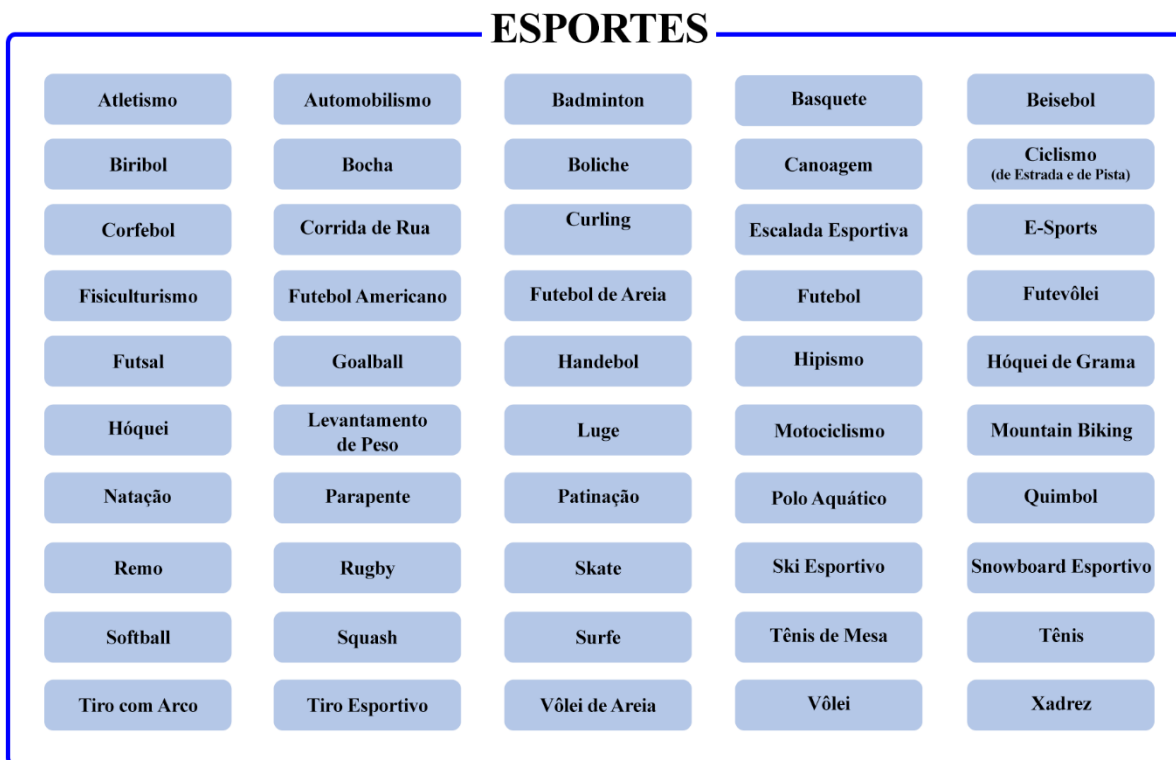 ESPORTES
Atletismo
Automobilismo
Badminton
Basquete
Beisebol
Biribol
Bocha
Boliche
Canoagem
Ciclismo
(de Estrada e de Pista)
Corfebol
Corrida de Rua
Curling
Escalada Esportiva
E-Sports
Fisiculturismo
Futebol Americano
Futebol de Areia
Futebol
Futevôlei
Futsal
Goalball
Handebol
Hipismo
Hóquei de Grama
Hóquei
Levantamento
de Peso
Luge
Motociclismo
Mountain Biking
Natação
Parapente
Patinação
Polo Aquático
Quimbol
Remo
Rugby
Skate
Ski Esportivo
Snowboard Esportivo
Softball
Squash
Surfe
Tênis de Mesa
Tênis
Tiro com Arco
Tiro Esportivo
Vôlei de Areia
Vôlei
Xadrez